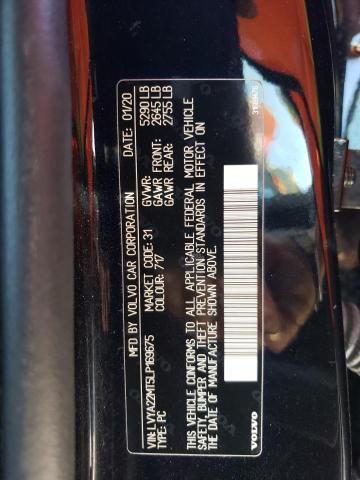 MFD BY VOLVO CAR CORPORATION DATE: 01/20
VIN: LVYA22MT5LP169675 GVWR: 5290 LB
TYPE: PC MARKET CODE: 31 GAWR FRONT: 2645 LB
COLOUR: 717 GAWR REAR: 2755 LB
THIS VEHICLE CONFORMS TO ALL APPLICABLE FEDERAL MOTOR VEHICLE
SAFETY, BUMPER AND THEFT PREVENTION STANDARDS IN EFFECT ON
THE DATE OF MANUFACTURE SHOWN ABOVE.
VOLVO